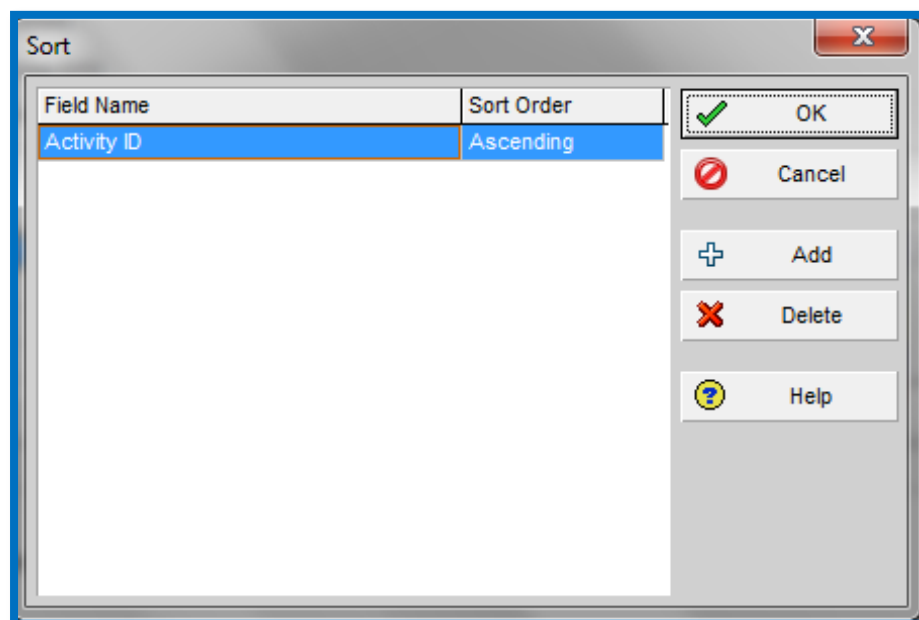 Sort
Field Name Sort Order
Activity ID Ascending
OK
Cancel
Add
Delete
Help